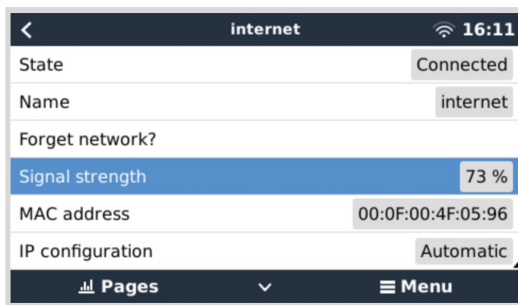 internet 16:11
State Connected
Name internet
Forget network?
Signal strength 73 %
MAC address 00:0F:00:4F:05:96
IP configuration Automatic
Pages Menu